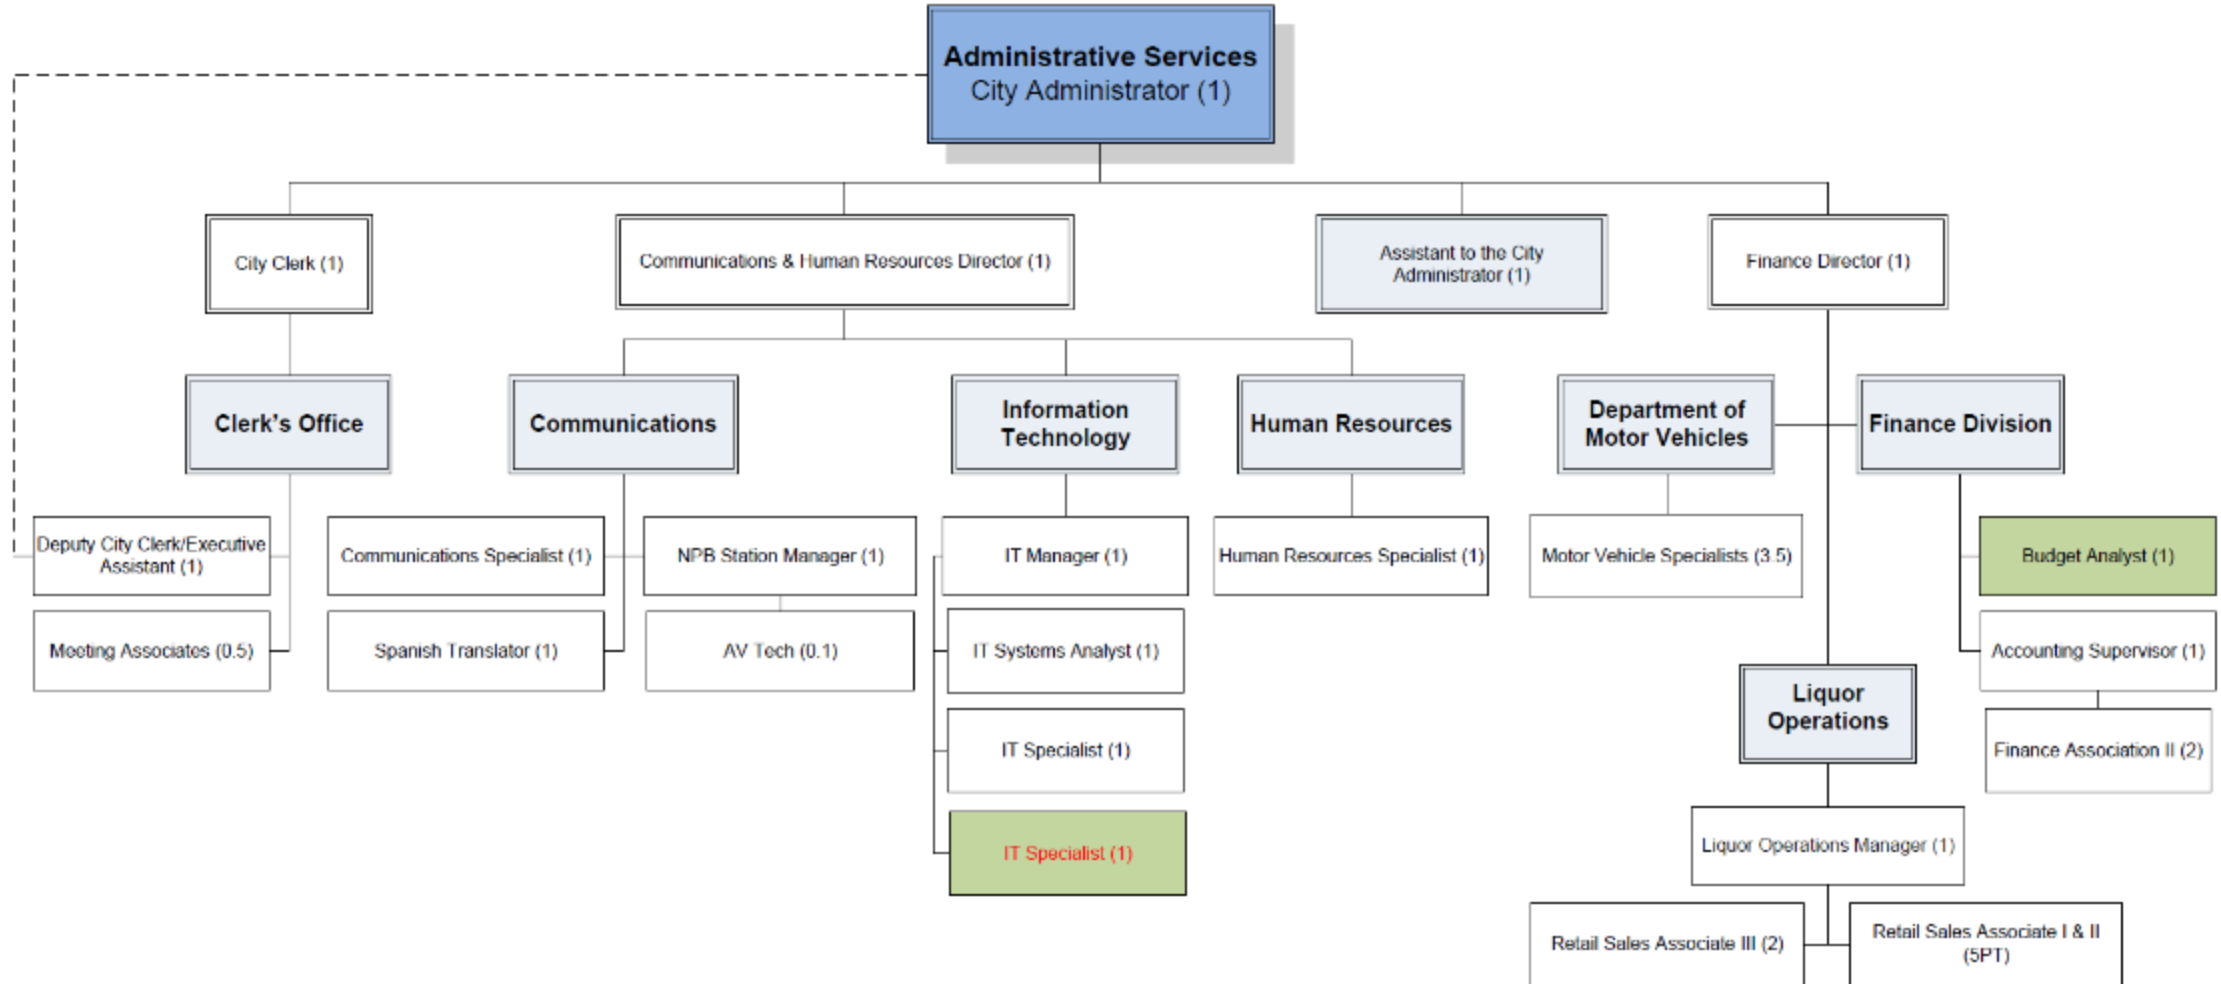 Administrative Services
City Administrator (1)
City Clerk (1)
Communications & Human Resources Director (1)
Assistant to the City
Administrator (1)
Finance Director (1)
Clerk's Office
Communications
Information
Technology
Human Resources
Department of
Motor Vehicles
Finance Division
Deputy City Clerk/Executive
Assistant (1)
Communications Specialist (1)
NPB Station Manager (1)
IT Manager (1)
Human Resources Specialist (1)
Motor Vehicle Specialists (3.5)
Budget Analyst (1)
Meeting Associates (0.5)
Spanish Translator (1)
AV Tech (0.1)
IT Systems Analyst (1)
Accounting Supervisor (1)
Liquor
Operations
IT Specialist (1)
Finance Association II (2)
IT Specialist (1)
Liquor Operations Manager (1)
Retail Sales Associate III (2)
Retail Sales Associate I & II
(5PT)